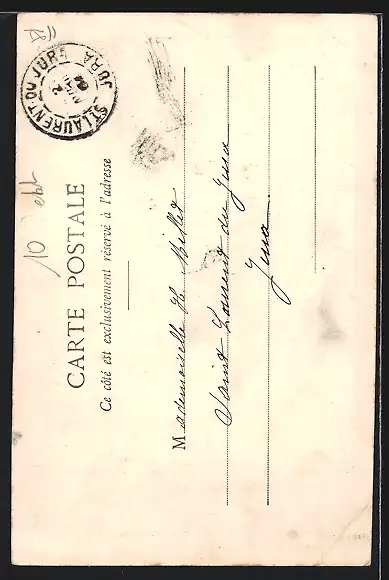 CARTE POSTALE
Ce côté est exclusivement réservé à l'adresse
Mademoiselle H. Millet
Saint Laurent du Jura
Jura
ST LAURENT DU JURA
JURA
10